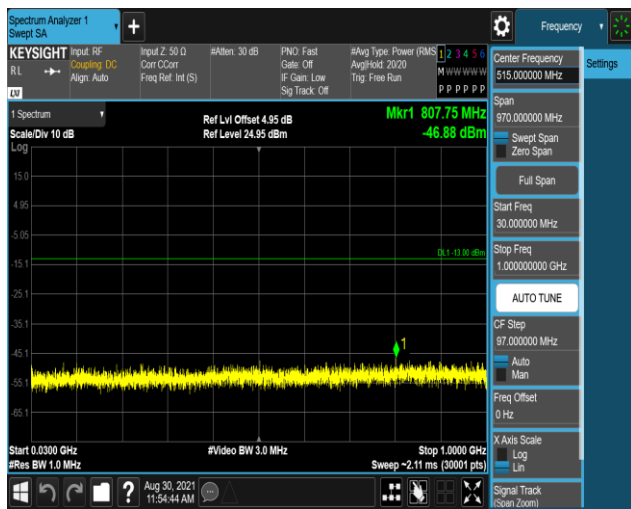 Spectrum Analyzer 1
Swept SA
Frequency
KEYSIGHT
Input: RF
Input Z: 50 Ω
#Atten: 30 dB
PNO: Fast
#Avg Type: Power (RMS
1 2 3 4 5 6
RL
Coupling: DC
Corr CCorr
Gate: Off
Avg|Hold: 20/20
M W W W W W
Align: Auto
Freq Ref: Int (S)
IF Gain: Low
Trig: Free Run
Sig Track: Off
P P P P P P
LXI
1 Spectrum
Ref Lvl Offset 4.95 dB
Mkr1 807.75 MHz
Scale/Div 10 dB
Ref Level 24.95 dBm
-46.88 dBm
Log
15.0
4.95
-5.05
DL1 -13.00 dBm
-15.1
-25.1
-35.1
1
-45.1
-55.1
-65.1
Start 0.0300 GHz
#Video BW 3.0 MHz
Stop 1.0000 GHz
#Res BW 1.0 MHz
Sweep ~2.11 ms (30001 pts)
Aug 30, 2021
11:54:44 AM
?
Center Frequency
515.000000 MHz
Settings
Span
970.000000 MHz
Swept Span
Zero Span
Full Span
Start Freq
30.000000 MHz
Stop Freq
1.000000000 GHz
AUTO TUNE
CF Step
97.000000 MHz
Auto
Man
Freq Offset
0 Hz
X Axis Scale
Log
Lin
Signal Track
(Span Zoom)